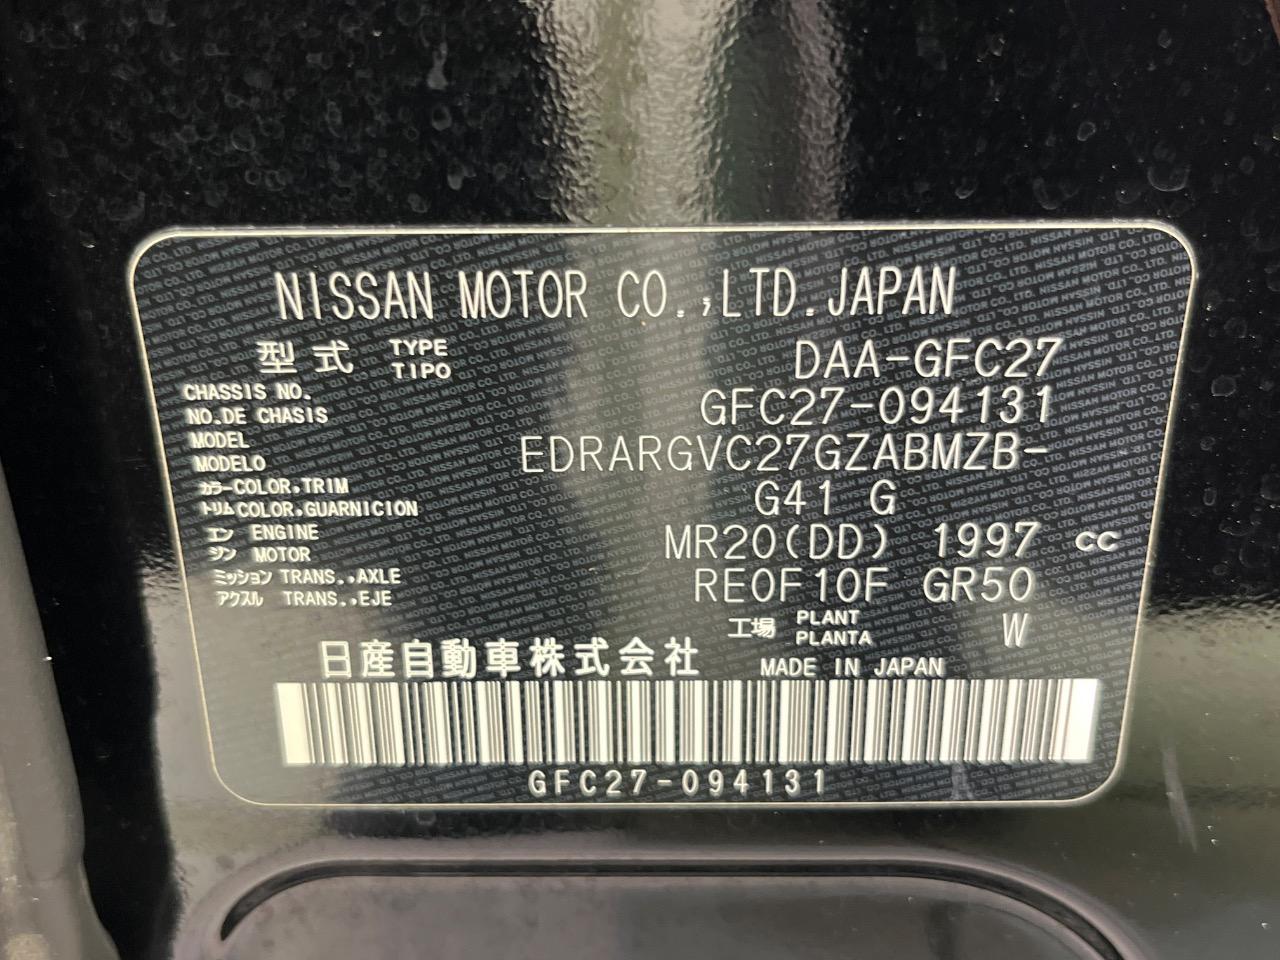 NISSAN MOTOR CO.,LTD.JAPAN
型式 TYPE TIPO DAA-GFC27
CHASSIS NO.
NO.DE CHASIS GFC27-094131
MODEL
MODELO EDRARGVC27GZABMZB-
カラー COLOR,TRIM
トリム COLOR,GUARNICION G41 G
エン ENGINE
ジン MOTOR MR20(DD) 1997 cc
ミッション TRANS.,AXLE
アクスル TRANS.,EJE RE0F10F GR50
工場 PLANT PLANTA W
日産自動車株式会社 MADE IN JAPAN
GFC27-094131